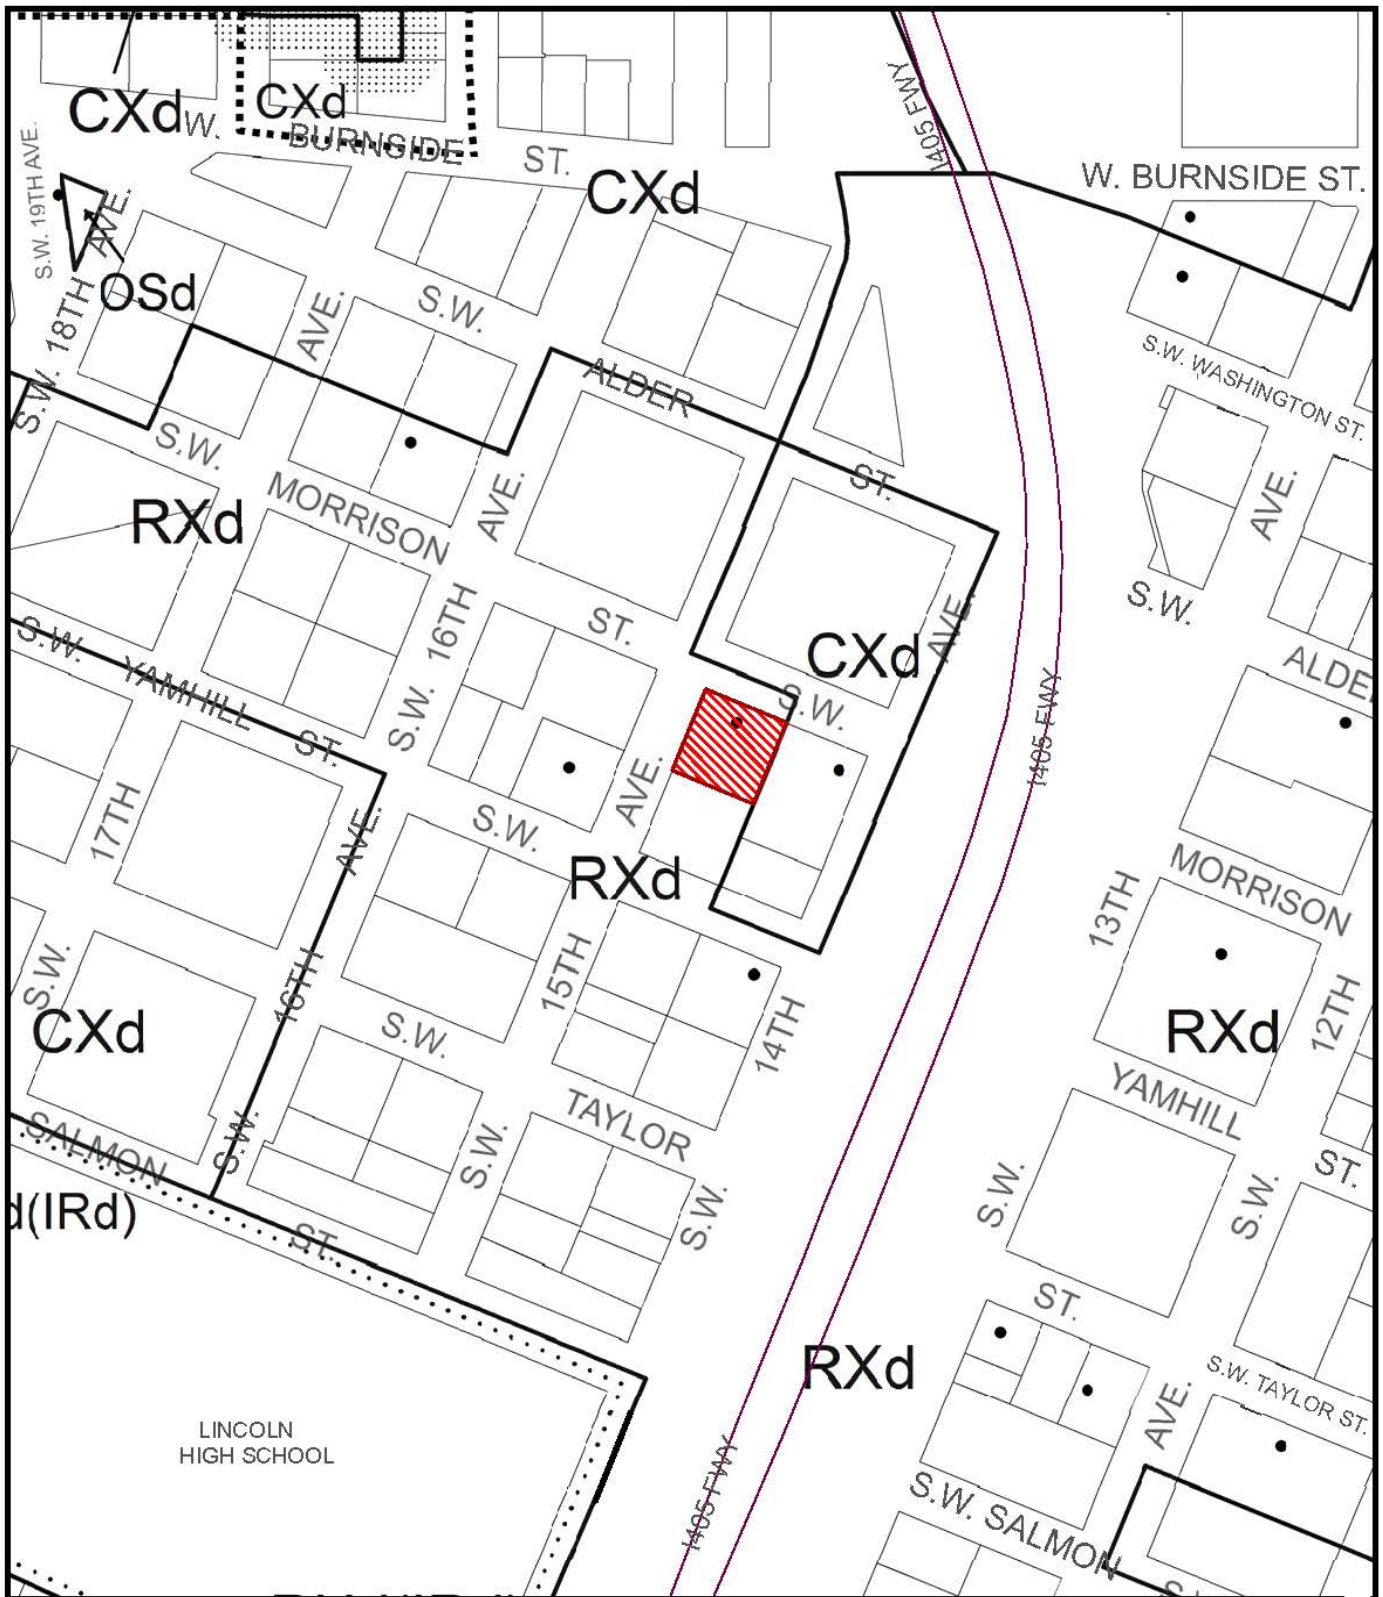 CXd
CXd
W.
BURNSIDE
ST.
I405 FWY
W. BURNSIDE ST.
S.W. 19TH AVE.
AVE.
CXd
OSd
S.W. 18TH
AVE.
S.W.
ALDER
ST.
S.W. WASHINGTON ST.
S.W.
MORRISON
AVE.
RXd
ST.
S.W. 16TH
AVE.
S.W.
AVE.
CXd
S.W.
ALDE
S.W.
YAMHILL
ST.
I405 FWY
17TH
AVE.
S.W.
AVE.
RXd
MORRISON
13TH
S.W.
CXd
16TH
15TH
S.W.
14TH
RXd
12TH
YAMHILL
TAYLOR
ST.
SALMON
S.W.
S.W.
S.W.
S.W.
S.W.
d(IRd)
ST.
ST.
RXd
S.W. TAYLOR ST.
AVE.
LINCOLN
HIGH SCHOOL
I405 FWY
S.W. SALMON